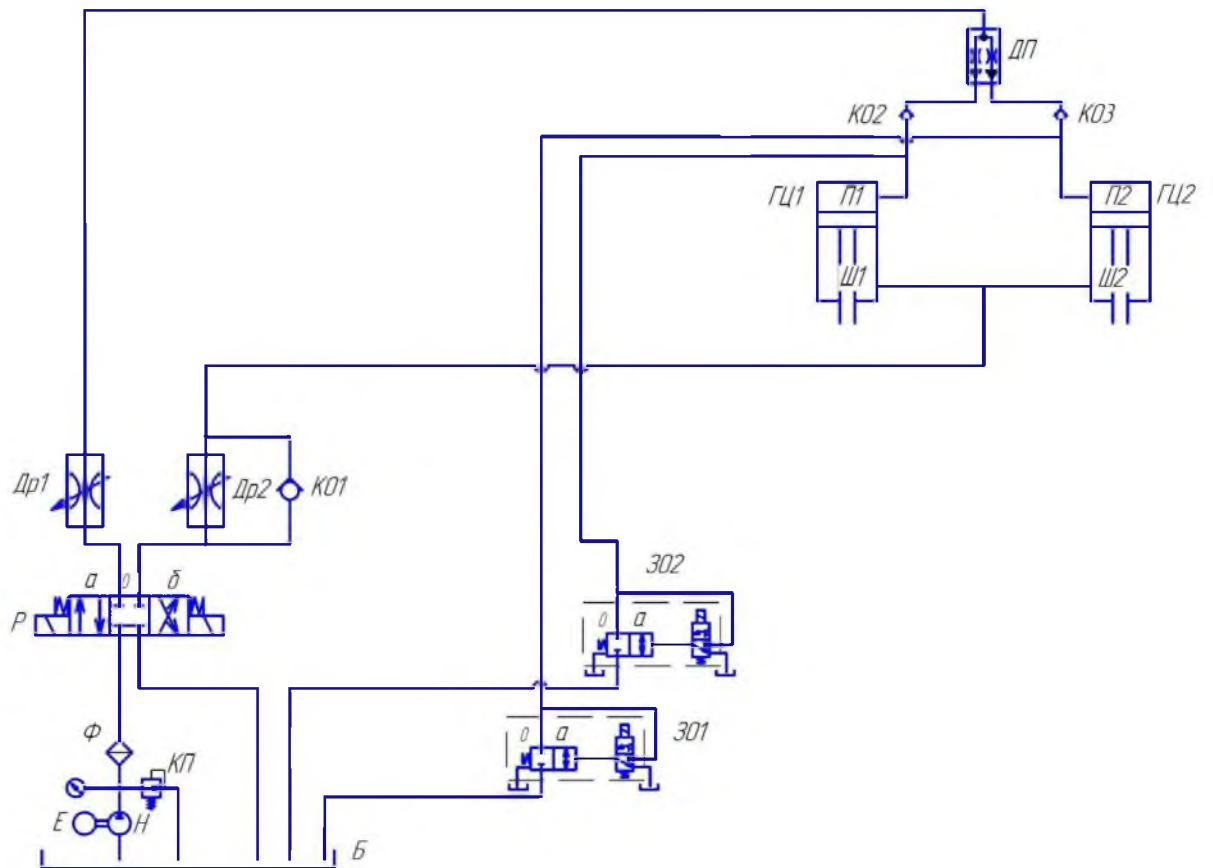 ДП
КО2
КО3
ГЦ1
П1
П2
ГЦ2
Ш1
Ш2
Др1
Др2
КО1
а
0
б
Р
ЗО2
0
а
Ф
КП
0
а
ЗО1
Е
Н
Б